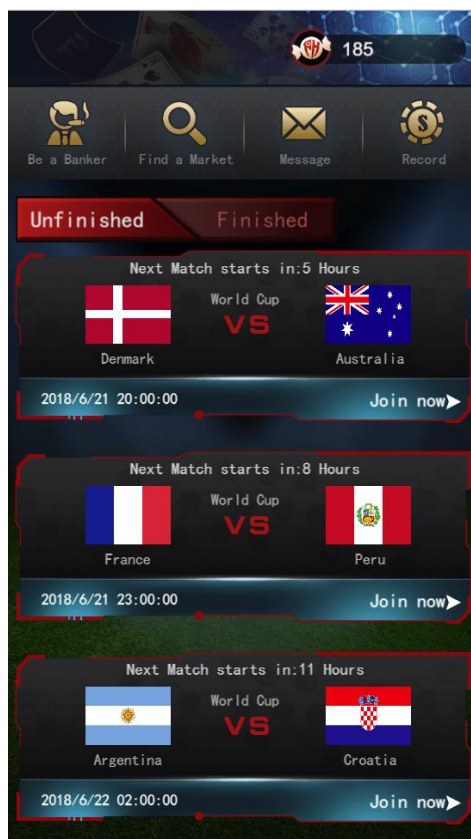 185
Be a Banker
Find a Market
Message
Record
Unfinished
Finished
Next Match starts in:5 Hours
World Cup
VS
Denmark
Australia
2018/6/21 20:00:00
Join now
Next Match starts in:8 Hours
World Cup
VS
France
Peru
2018/6/21 23:00:00
Join now
Next Match starts in:11 Hours
World Cup
VS
Argentina
Croatia
2018/6/22 02:00:00
Join now